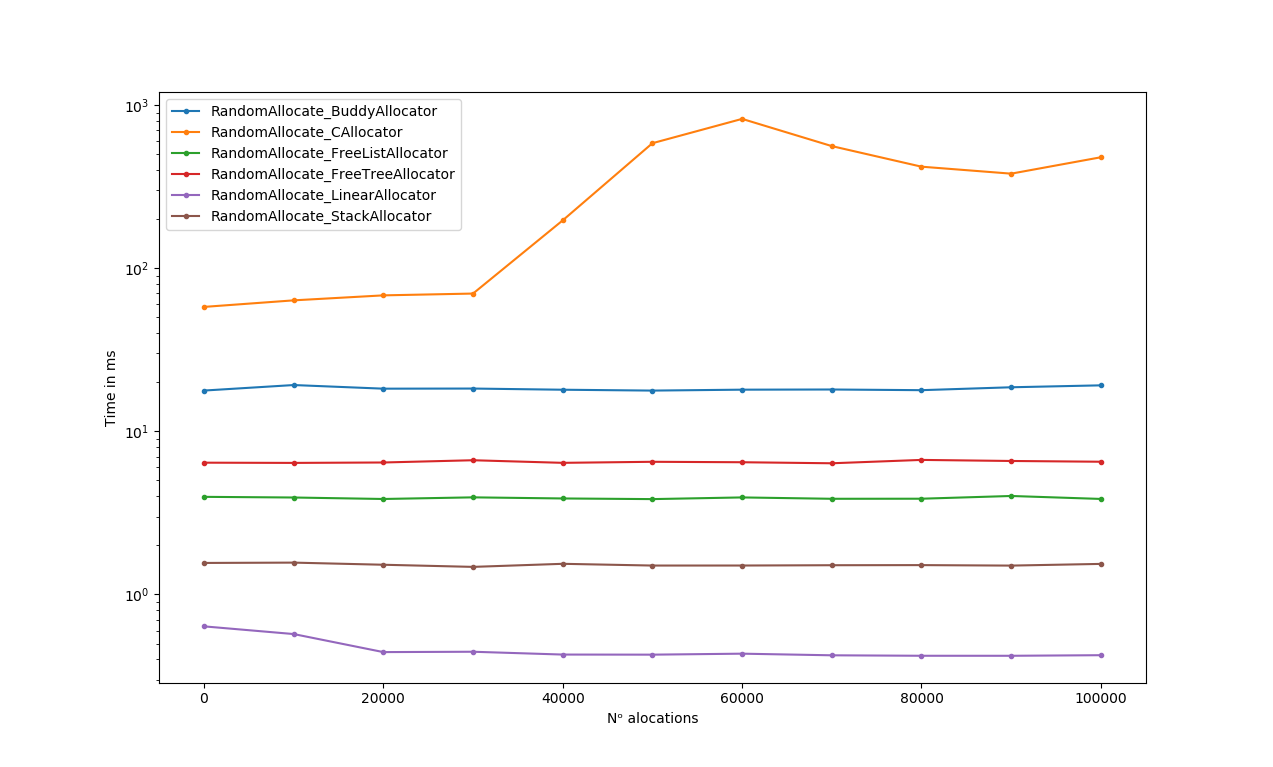 RandomAllocate_BuddyAllocator
RandomAllocate_CAllocator
RandomAllocate_FreeListAllocator
RandomAllocate_FreeTreeAllocator
RandomAllocate_LinearAllocator
RandomAllocate_StackAllocator
10³
10²
10¹
10⁰
Time in ms
0 20000 40000 60000 80000 100000
Nº alocations